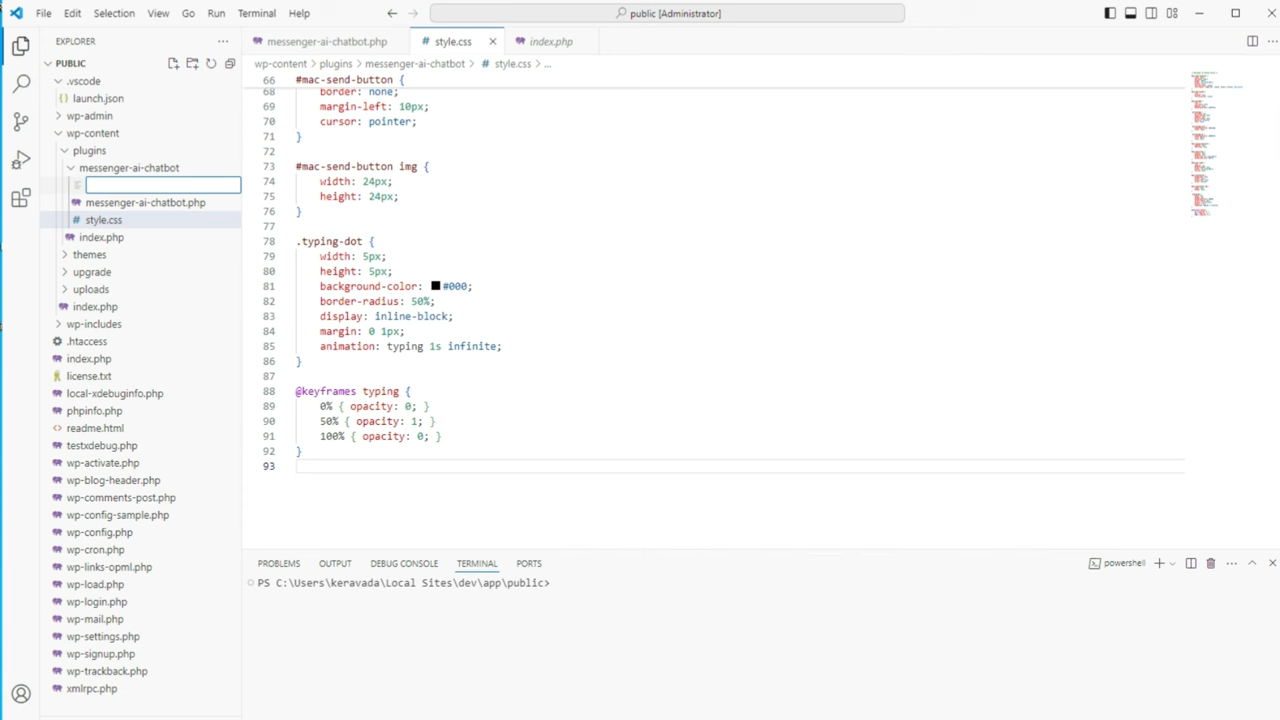 File Edit Selection View Go Run Terminal Help
public [Administrator]
EXPLORER
PUBLIC
.vscode
launch.json
wp-admin
wp-content
plugins
messenger-ai-chatbot
messenger-ai-chatbot.php
style.css
index.php
themes
upgrade
uploads
index.php
wp-includes
.htaccess
index.php
license.txt
local-xdebuginfo.php
phpinfo.php
readme.html
testxdebug.php
wp-activate.php
wp-blog-header.php
wp-comments-post.php
wp-config-sample.php
wp-config.php
wp-cron.php
wp-links-opml.php
wp-load.php
wp-login.php
wp-mail.php
wp-settings.php
wp-signup.php
wp-trackback.php
xmlrpc.php
messenger-ai-chatbot.php style.css index.php
wp-content > plugins > messenger-ai-chatbot > # style.css > ...
66 #mac-send-button {
68 border: none;
69 margin-left: 10px;
70 cursor: pointer;
71 }
72
73 #mac-send-button img {
74 width: 24px;
75 height: 24px;
76 }
77
78 .typing-dot {
79 width: 5px;
80 height: 5px;
81 background-color: #000;
82 border-radius: 50%;
83 display: inline-block;
84 margin: 0 1px;
85 animation: typing 1s infinite;
86 }
87
88 @keyframes typing {
89 0% { opacity: 0; }
90 50% { opacity: 1; }
91 100% { opacity: 0; }
92 }
93
PROBLEMS OUTPUT DEBUG CONSOLE TERMINAL PORTS
powershell
PS C:\Users\keravada\Local Sites\dev\app\public>